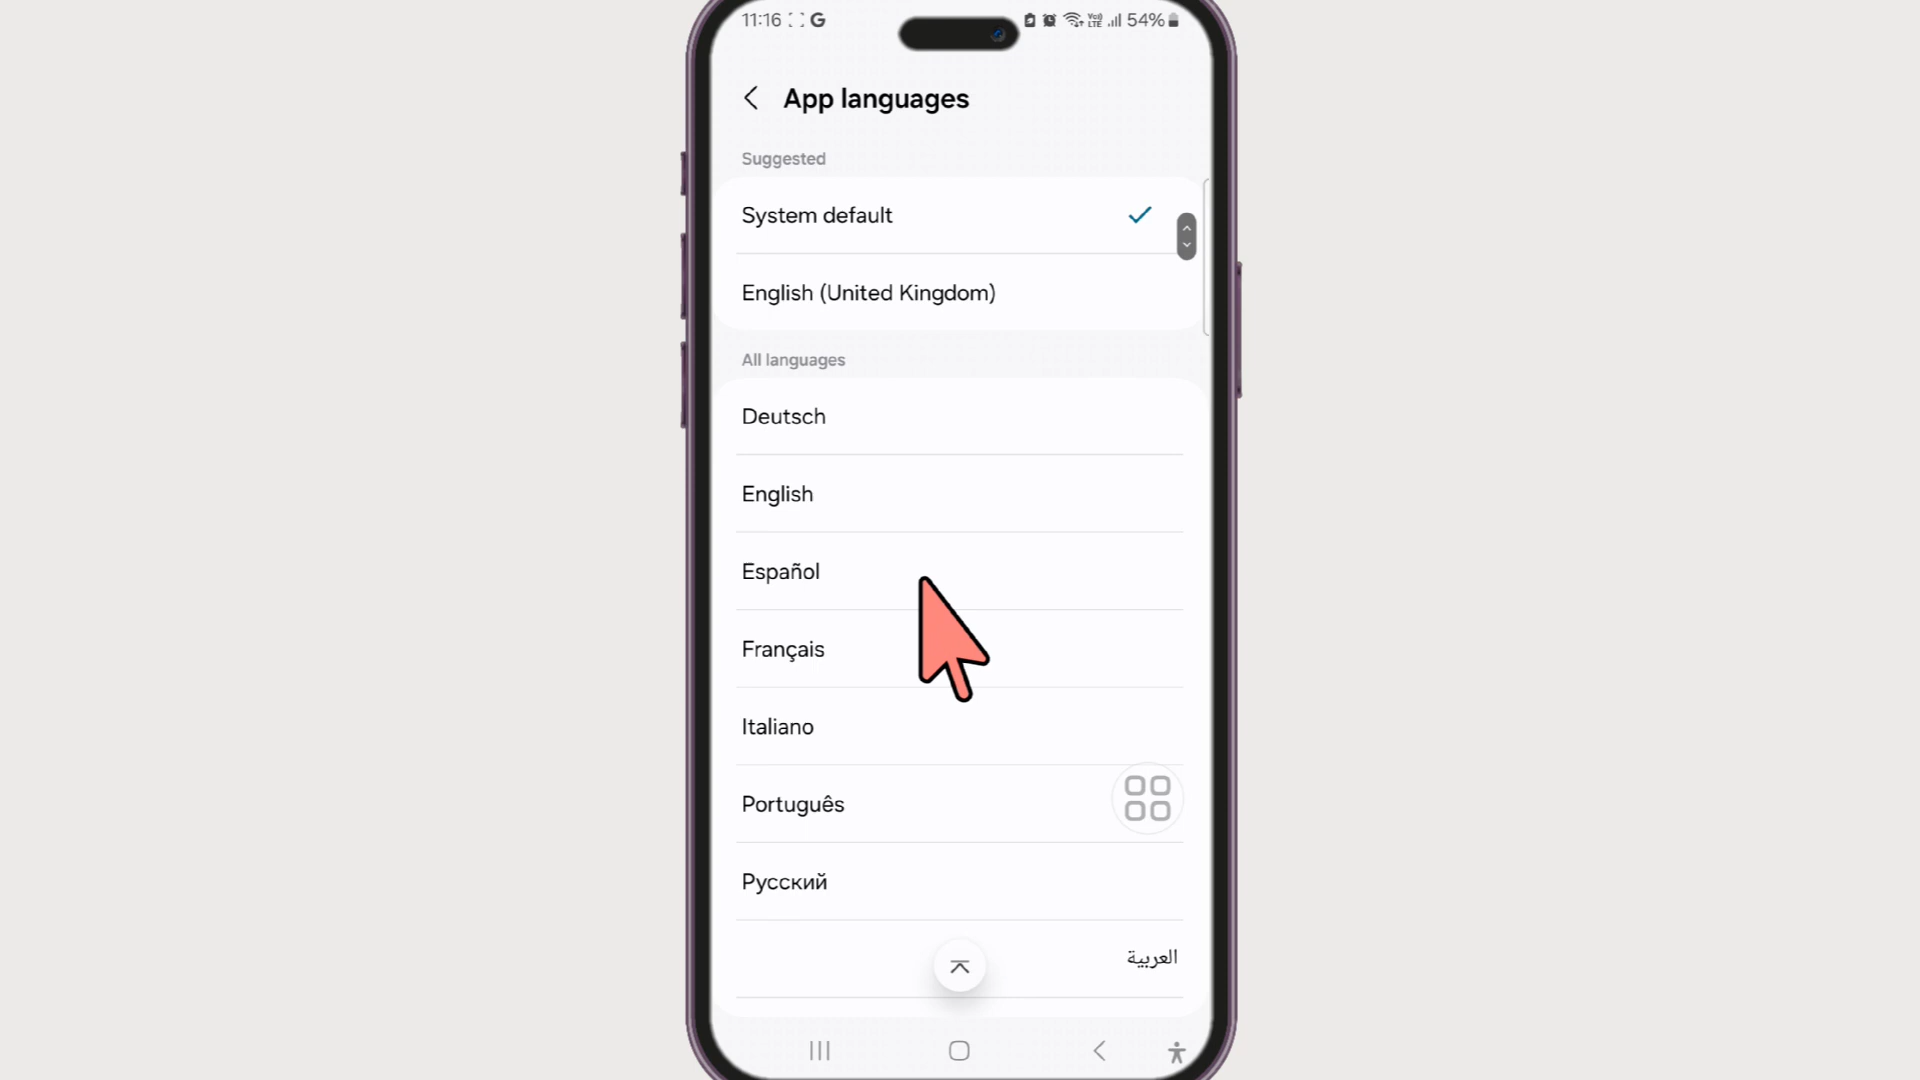 11:16 G 54%
App languages
Suggested
System default
English (United Kingdom)
All languages
Deutsch
English
Español
Français
Italiano
Português
Русский
العربية